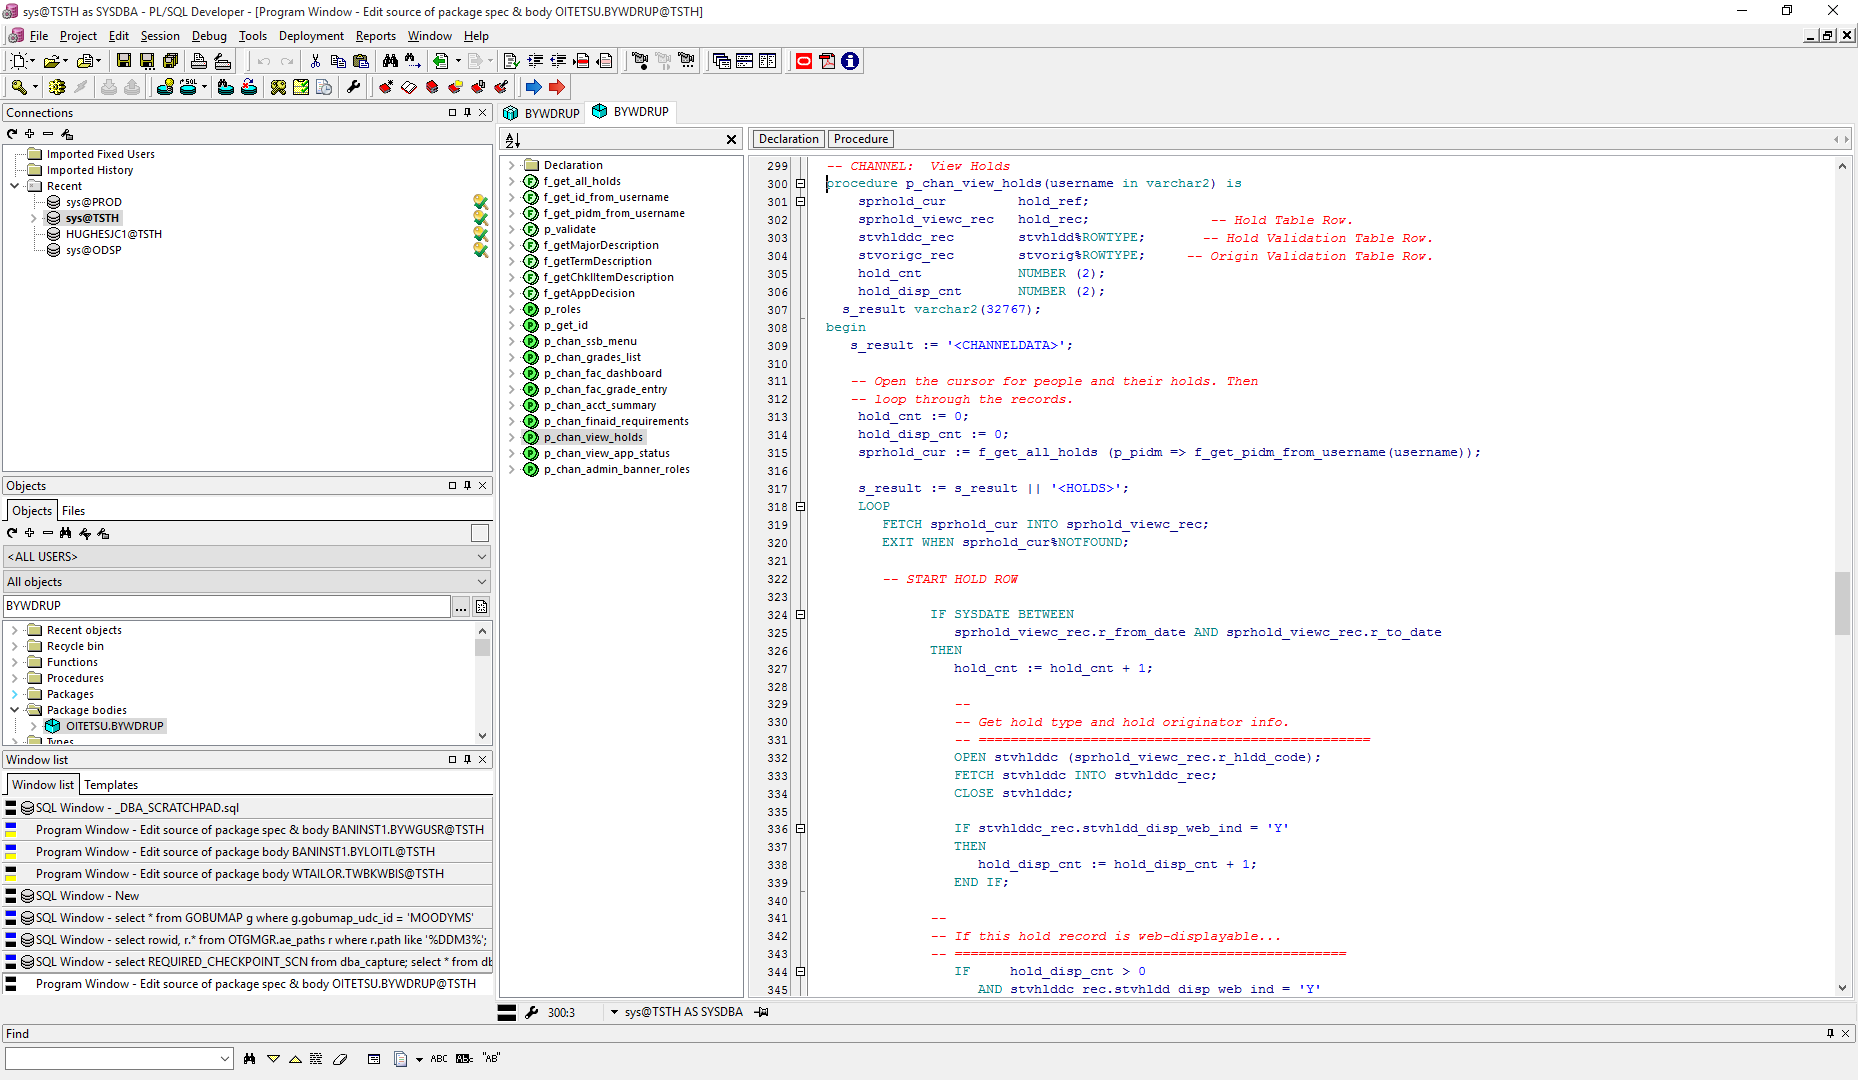 sys@TSTH as SYSDBA - PL/SQL Developer - [Program Window - Edit source of package spec & body OITETSU.BYWDRUP@TSTH]
File Project Edit Session Debug Tools Deployment Reports Window Help
Connections
Imported Fixed Users
Imported History
Recent
sys@PROD
sys@TSTH
HUGHESJC1@TSTH
sys@ODSP
Objects
Objects Files
<ALL USERS>
All objects
BYWDRUP
Recent objects
Recycle bin
Functions
Procedures
Packages
Package bodies
OITETSU.BYWDRUP
Types
Window list
Window list Templates
SQL Window - _DBA_SCRATCHPAD.sql
Program Window - Edit source of package spec & body BANINST1.BYWGUSR@TSTH
Program Window - Edit source of package body BANINST1.BYLOITL@TSTH
Program Window - Edit source of package body WTAILOR.TWBKWBIS@TSTH
SQL Window - New
SQL Window - select * from GOBUMAP g where g.gobumap_udc_id = 'MOODYMS'
SQL Window - select rowid, r.* from OTGMGR.ae_paths r where r.path like '%DDM3%';
SQL Window - select REQUIRED_CHECKPOINT_SCN from dba_capture; select * from dt
Program Window - Edit source of package spec & body OITETSU.BYWDRUP@TSTH
BYWDRUP BYWDRUP
Declaration
f_get_all_holds
f_get_id_from_username
f_get_pidm_from_username
p_validate
f_getMajorDescription
f_getTermDescription
f_getChklItemDescription
f_getAppDecision
p_roles
p_get_id
p_chan_ssb_menu
p_chan_grades_list
p_chan_fac_dashboard
p_chan_fac_grade_entry
p_chan_acct_summary
p_chan_finaid_requirements
p_chan_view_holds
p_chan_view_app_status
p_chan_admin_banner_roles
Declaration Procedure
299 -- CHANNEL:  View Holds
300 procedure p_chan_view_holds(username in varchar2) is
301 sprhold_cur hold_ref;
302 sprhold_viewc_rec hold_rec; -- Hold Table Row.
303 stvhlddc_rec stvhldd%ROWTYPE; -- Hold Validation Table Row.
304 stvorigc_rec stvorig%ROWTYPE; -- Origin Validation Table Row.
305 hold_cnt NUMBER (2);
306 hold_disp_cnt NUMBER (2);
307 s_result varchar2(32767);
308 begin
309 s_result := '<CHANNELDATA>';
310
311 -- Open the cursor for people and their holds. Then
312 -- loop through the records.
313 hold_cnt := 0;
314 hold_disp_cnt := 0;
315 sprhold_cur := f_get_all_holds (p_pidm => f_get_pidm_from_username(username));
316
317 s_result := s_result || '<HOLDS>';
318 LOOP
319 FETCH sprhold_cur INTO sprhold_viewc_rec;
320 EXIT WHEN sprhold_cur%NOTFOUND;
321
322 -- START HOLD ROW
323
324 IF SYSDATE BETWEEN
325 sprhold_viewc_rec.r_from_date AND sprhold_viewc_rec.r_to_date
326 THEN
327 hold_cnt := hold_cnt + 1;
328
329 --
330 -- Get hold type and hold originator info.
331 -- =================================================
332 OPEN stvhlddc (sprhold_viewc_rec.r_hldd_code);
333 FETCH stvhlddc INTO stvhlddc_rec;
334 CLOSE stvhlddc;
335
336 IF stvhlddc_rec.stvhldd_disp_web_ind = 'Y'
337 THEN
338 hold_disp_cnt := hold_disp_cnt + 1;
339 END IF;
340
341 --
342 -- If this hold record is web-displayable...
343 -- =================================================
344 IF hold_disp_cnt > 0
345 AND stvhlddc_rec.stvhldd_disp_web_ind = 'Y'
300:3 sys@TSTH AS SYSDBA
Find
ABC "AB"